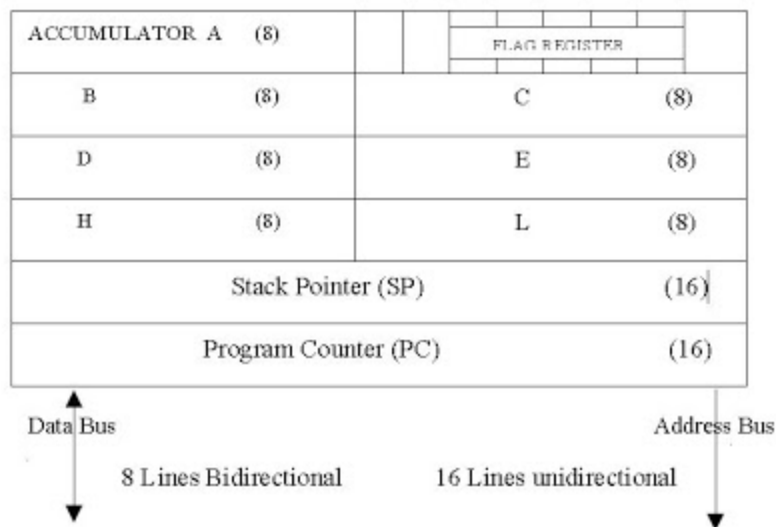 ACCUMULATOR A (8) FLAG REGISTER
B (8) C (8)
D (8) E (8)
H (8) L (8)
Stack Pointer (SP) (16)
Program Counter (PC) (16)
Data Bus Address Bus
8 Lines Bidirectional 16 Lines unidirectional